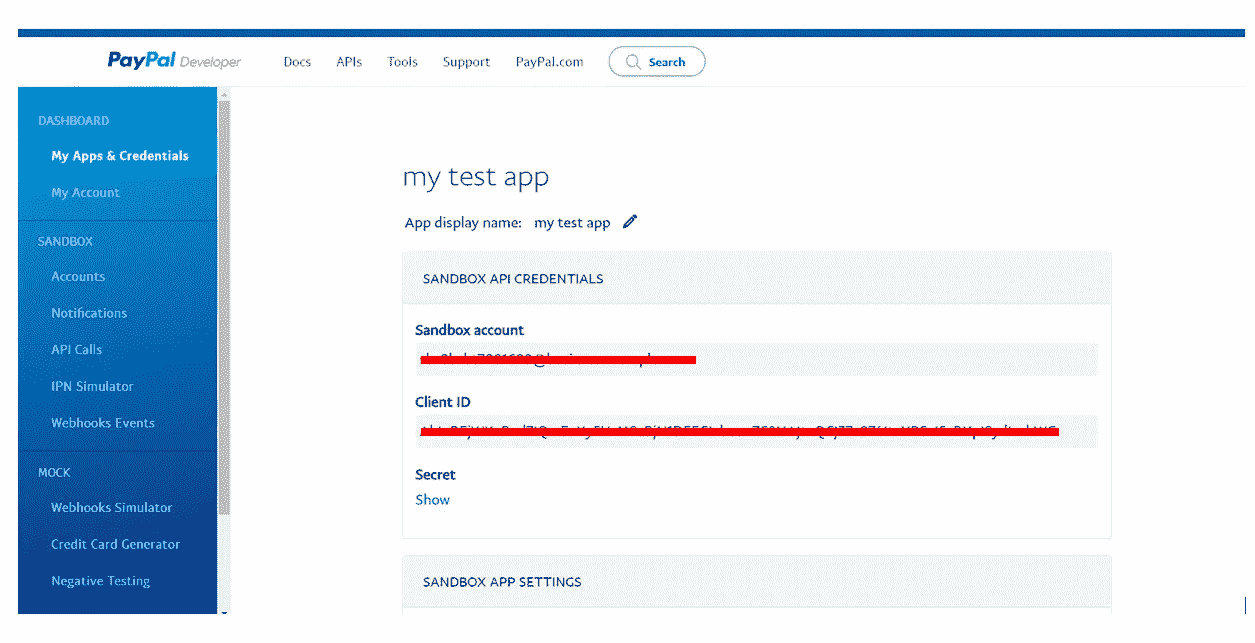 PayPal Developer
Docs APIs Tools Support PayPal.com Search
DASHBOARD
My Apps & Credentials
My Account
SANDBOX
Accounts
Notifications
API Calls
IPN Simulator
Webhooks Events
MOCK
Webhooks Simulator
Credit Card Generator
Negative Testing
my test app
App display name: my test app
SANDBOX API CREDENTIALS
Sandbox account
Client ID
Secret
Show
SANDBOX APP SETTINGS